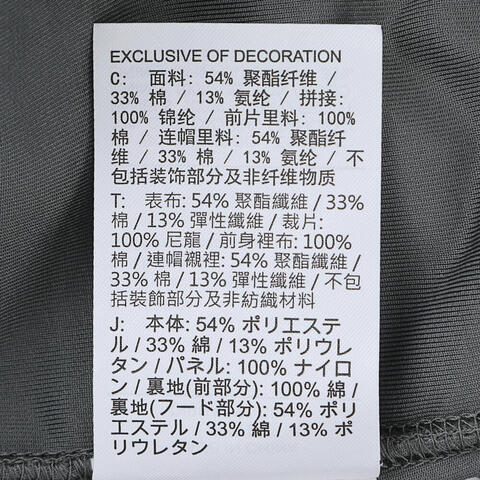 EXCLUSIVE OF DECORATION
C: 面料: 54% 聚酯纤维 /
33% 棉 / 13% 氨纶 / 拼接:
100% 锦纶 / 前片里料: 100%
棉 / 连帽里料: 54% 聚酯纤
维 / 33% 棉 / 13% 氨纶 / 不
包括装饰部分及非纤维物质
T: 表布: 54% 聚酯纖維 / 33%
棉 / 13% 彈性纖維 / 裁片:
100% 尼龍 / 前身裡布: 100%
棉 / 連帽襯裡: 54% 聚酯纖維 /
33% 棉 / 13% 彈性纖維 / 不包
括裝飾部分及非紡織材料
J: 本体: 54% ポリエステ
ル / 33% 綿 / 13% ポリウレ
タン / パネル: 100% ナイロ
ン / 裏地(前部分): 100% 綿 /
裏地(フード部分): 54% ポリ
エステル / 33% 綿 / 13% ポ
リウレタン